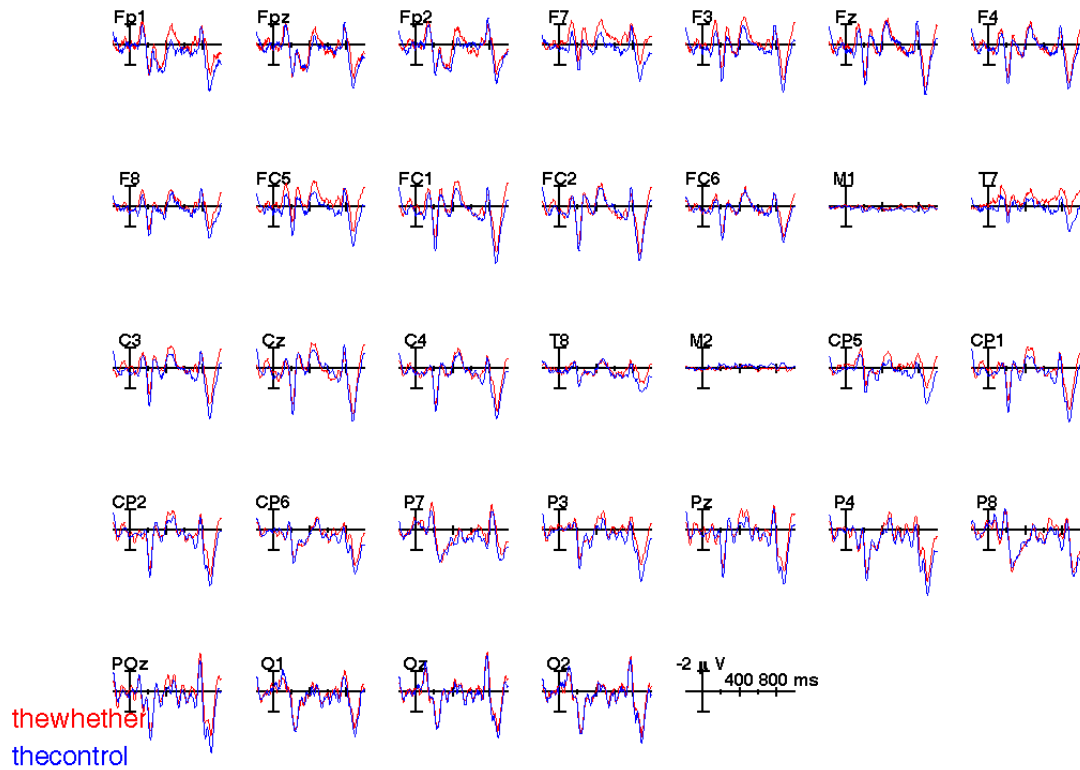 Fp1 Fpz Fp2 F7 F3 Fz F4
F8 FC5 FC1 FC2 FC6 M1 T7
C3 Cz C4 T8 M2 CP5 CP1
CP2 CP6 P7 P3 Pz P4 P8
POz O1 Oz O2 -2 µ V
400 800 ms
thewhether
thecontrol